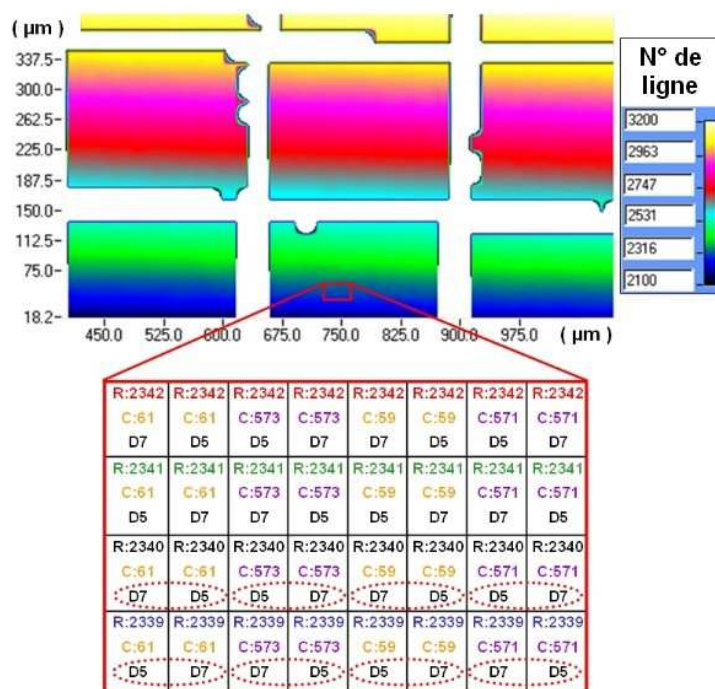 ( µm )
337.5-
300.0-
262.5-
225.0-
187.5-
150.0-
112.5-
75.0-
18.2-
450.0 525.0 600.0 675.0 750.0 825.0 900.0 975.0 ( µm )
N° de
ligne
3200
2963
2747
2531
2316
2100
R:2342 R:2342 R:2342 R:2342 R:2342 R:2342 R:2342 R:2342
C:61 C:61 C:573 C:573 C:59 C:59 C:571 C:571
D7 D5 D5 D7 D7 D5 D5 D7
R:2341 R:2341 R:2341 R:2341 R:2341 R:2341 R:2341 R:2341
C:61 C:61 C:573 C:573 C:59 C:59 C:571 C:571
D5 D7 D7 D5 D5 D7 D7 D5
R:2340 R:2340 R:2340 R:2340 R:2340 R:2340 R:2340 R:2340
C:61 C:61 C:573 C:573 C:59 C:59 C:571 C:571
D7 D5 D5 D7 D7 D5 D5 D7
R:2339 R:2339 R:2339 R:2339 R:2339 R:2339 R:2339 R:2339
C:61 C:61 C:573 C:573 C:59 C:59 C:571 C:571
D5 D7 D7 D5 D5 D7 D7 D5